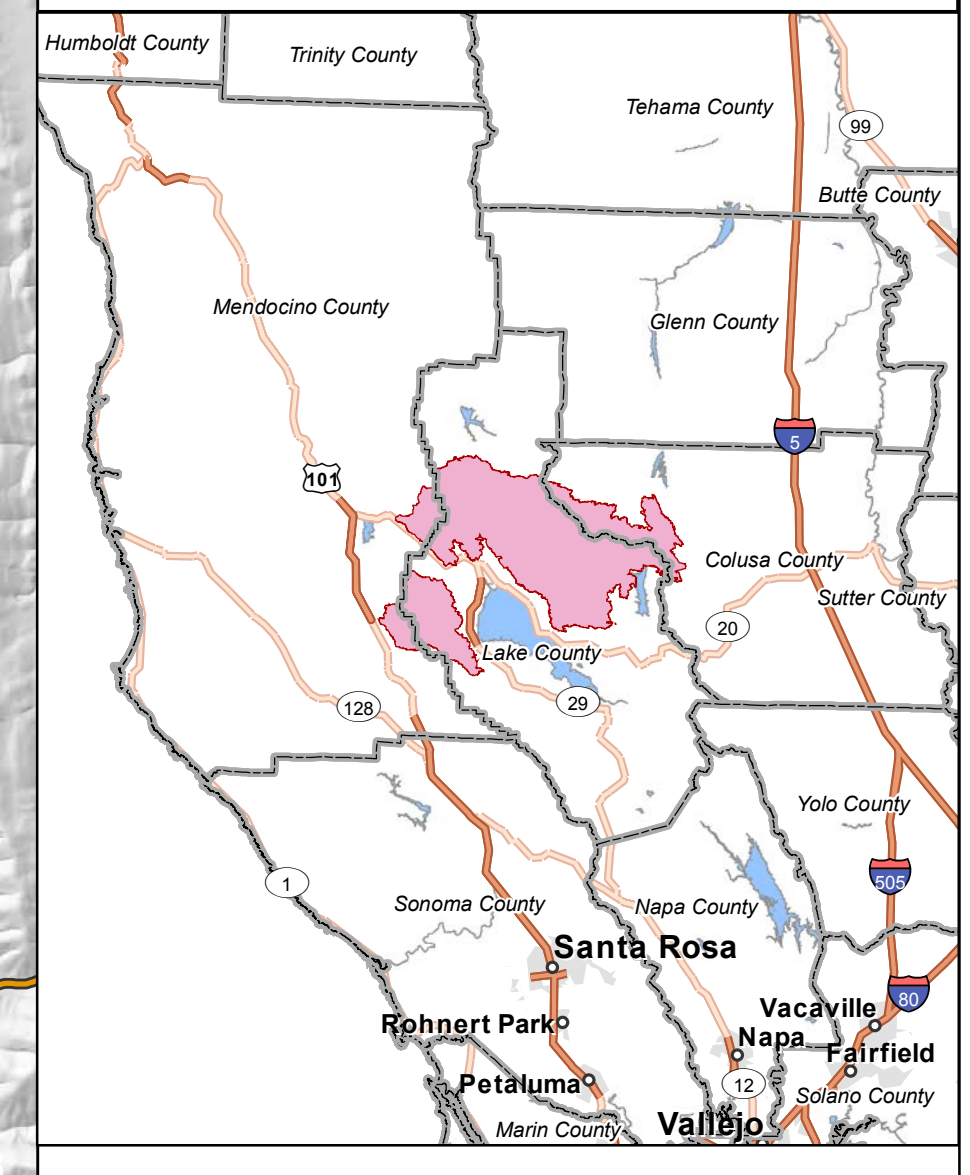 Humboldt County
Trinity County
Tehama County
99
Butte County
Mendocino County
Glenn County
5
101
Colusa County
Sutter County
20
Lake County
29
128
Yolo County
505
1
Sonoma County
Napa County
Santa Rosa
80
Vacaville
Rohnert Park
Napa
Fairfield
12
Petaluma
Solano County
Vallejo
Marin County